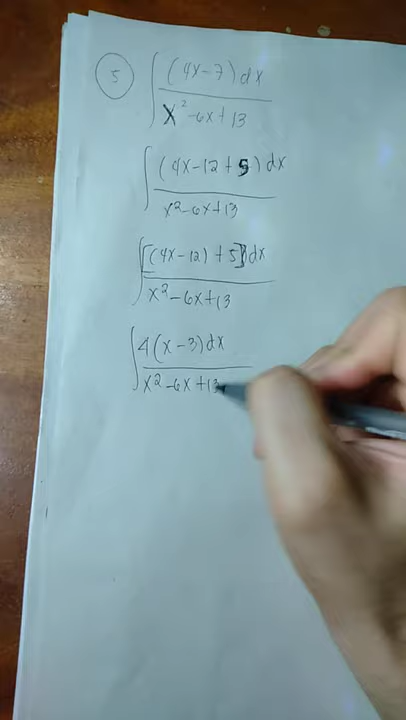 5
∫ (4x-7)dx
x²-6x+13
∫ (4x-12+5)dx
x²-6x+13
∫ [(4x-12)+5]dx
x²-6x+13
∫ 4(x-3)dx
x²-6x+13